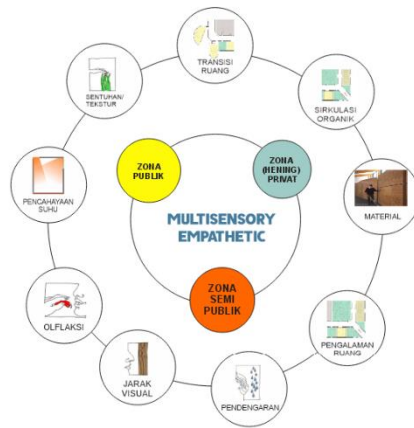 TRANSISI
RUANG
SIRKULASI
ORGANIK
MATERIAL
PENGALAMAN
RUANG
PENDENGARAN
JARAK
VISUAL
OLFLAKSI
PENCAHAYAAN
SUHU
SENTUHAN/
TEKSTUR
ZONA
PUBLIK
ZONA
(HENING)
PRIVAT
MULTISENSORY
EMPATHETIC
ZONA
SEMI
PUBLIK